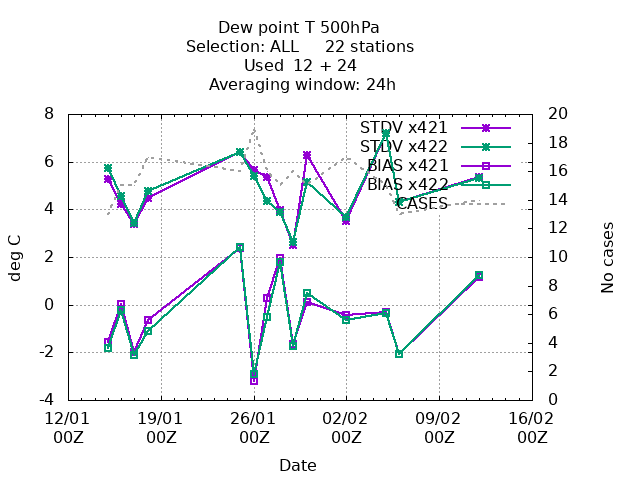 Dew point T 500hPa
Selection: ALL 22 stations
Used 12 + 24
Averaging window: 24h
8
6
4
2
0
-2
-4
deg C
20
18
16
14
12
10
8
6
4
2
0
No cases
STDV x421
STDV x422
BIAS x421
BIAS x422
CASES
12/01 19/01 26/01 02/02 09/02 16/02
00Z 00Z 00Z 00Z 00Z 00Z
Date